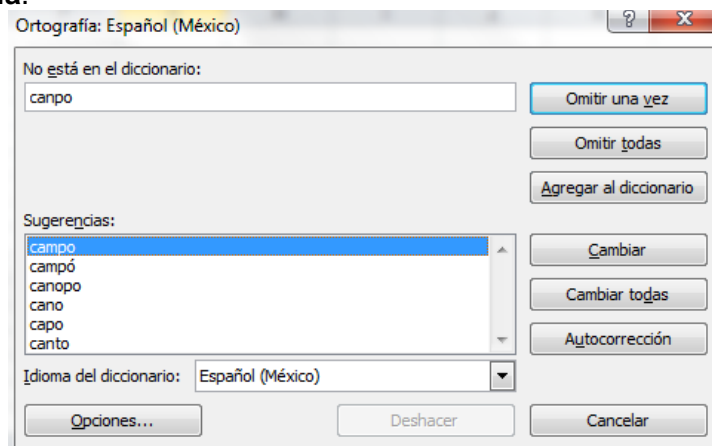 Ortografía: Español (México)
No está en el diccionario:
canpo
Omitir una vez
Omitir todas
Agregar al diccionario
Sugerencias:
campo
campó
canopo
cano
capo
canto
Cambiar
Cambiar todas
Autocorrección
Idioma del diccionario: Español (México)
Opciones... Deshacer Cancelar